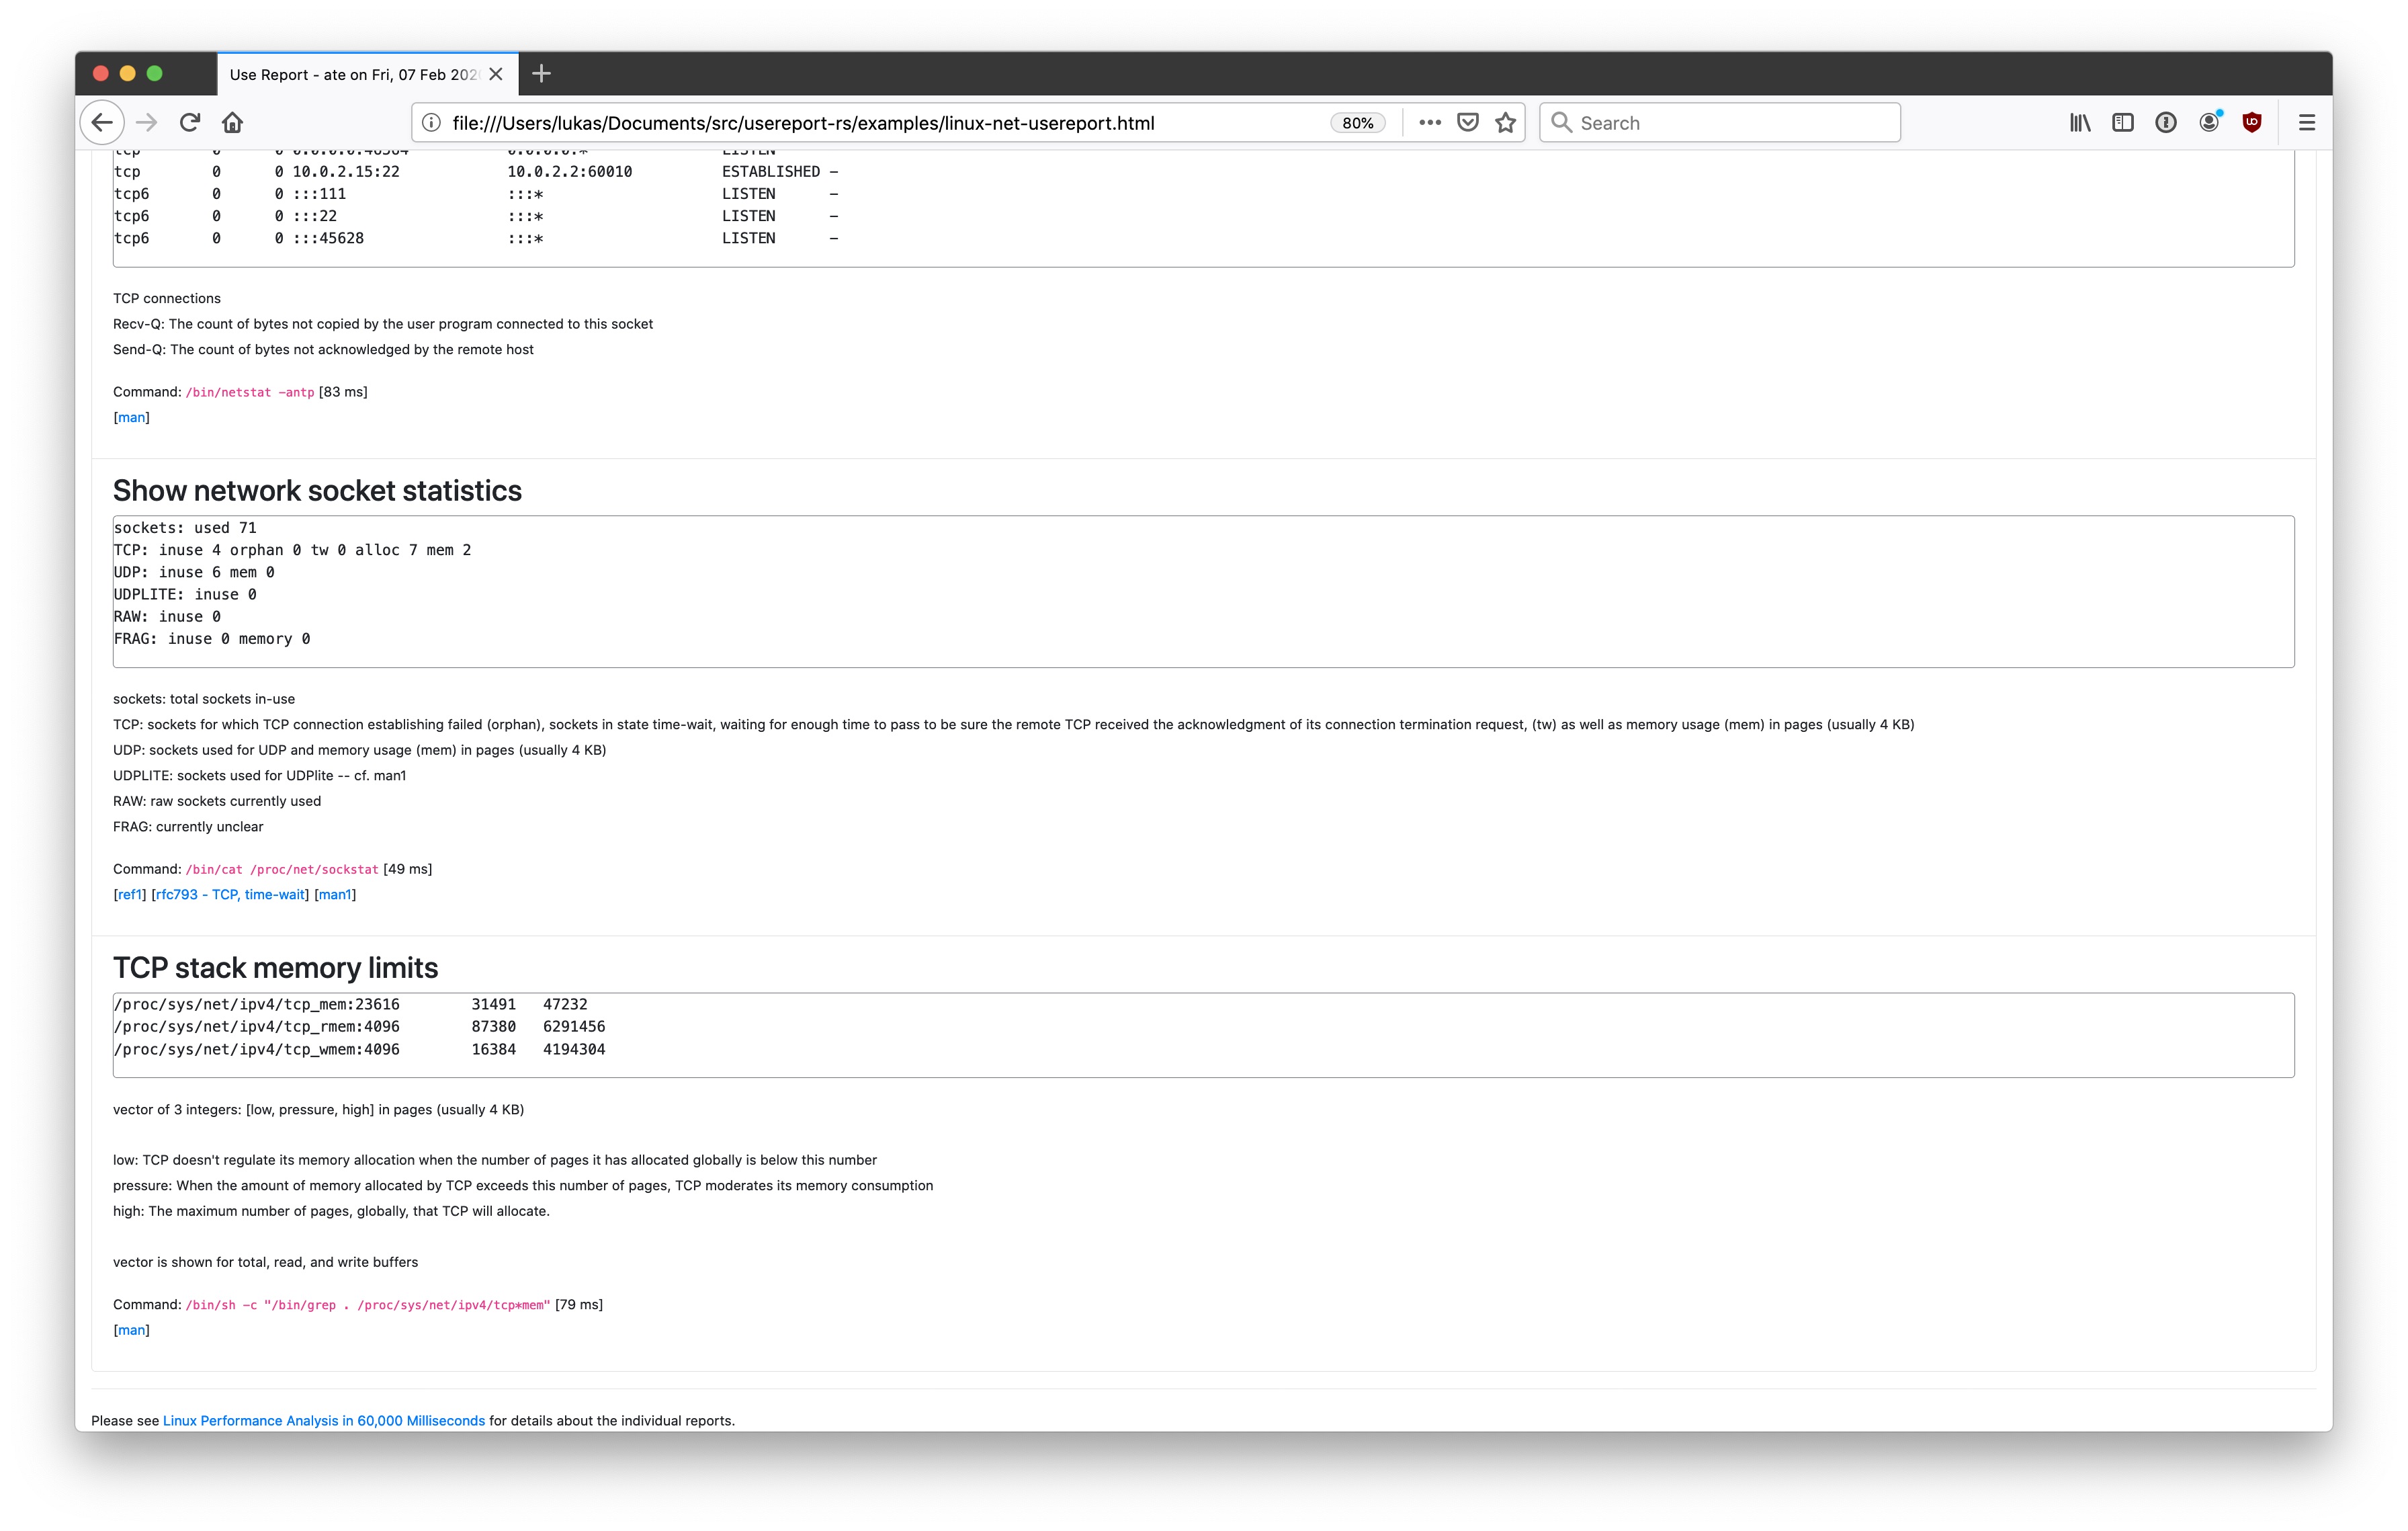 Use Report - ate on Fri, 07 Feb 202
file:///Users/lukas/Documents/src/usereport-rs/examples/linux-net-usereport.html
80%
Search
tcp 0 0 10.0.2.15:22 10.0.2.2:60010 ESTABLISHED -
tcp6 0 0 :::111 :::* LISTEN -
tcp6 0 0 :::22 :::* LISTEN -
tcp6 0 0 :::45628 :::* LISTEN -
TCP connections
Recv-Q: The count of bytes not copied by the user program connected to this socket
Send-Q: The count of bytes not acknowledged by the remote host
Command: /bin/netstat -antp [83 ms]
[man]
Show network socket statistics
sockets: used 71
TCP: inuse 4 orphan 0 tw 0 alloc 7 mem 2
UDP: inuse 6 mem 0
UDPLITE: inuse 0
RAW: inuse 0
FRAG: inuse 0 memory 0
sockets: total sockets in-use
TCP: sockets for which TCP connection establishing failed (orphan), sockets in state time-wait, waiting for enough time to pass to be sure the remote TCP received the acknowledgment of its connection termination request, (tw) as well as memory usage (mem) in pages (usually 4 KB)
UDP: sockets used for UDP and memory usage (mem) in pages (usually 4 KB)
UDPLITE: sockets used for UDPlite -- cf. man1
RAW: raw sockets currently used
FRAG: currently unclear
Command: /bin/cat /proc/net/sockstat [49 ms]
[ref1] [rfc793 - TCP, time-wait] [man1]
TCP stack memory limits
/proc/sys/net/ipv4/tcp_mem:23616 31491 47232
/proc/sys/net/ipv4/tcp_rmem:4096 87380 6291456
/proc/sys/net/ipv4/tcp_wmem:4096 16384 4194304
vector of 3 integers: [low, pressure, high] in pages (usually 4 KB)
low: TCP doesn't regulate its memory allocation when the number of pages it has allocated globally is below this number
pressure: When the amount of memory allocated by TCP exceeds this number of pages, TCP moderates its memory consumption
high: The maximum number of pages, globally, that TCP will allocate.
vector is shown for total, read, and write buffers
Command: /bin/sh -c "/bin/grep . /proc/sys/net/ipv4/tcp*mem" [79 ms]
[man]
Please see Linux Performance Analysis in 60,000 Milliseconds for details about the individual reports.